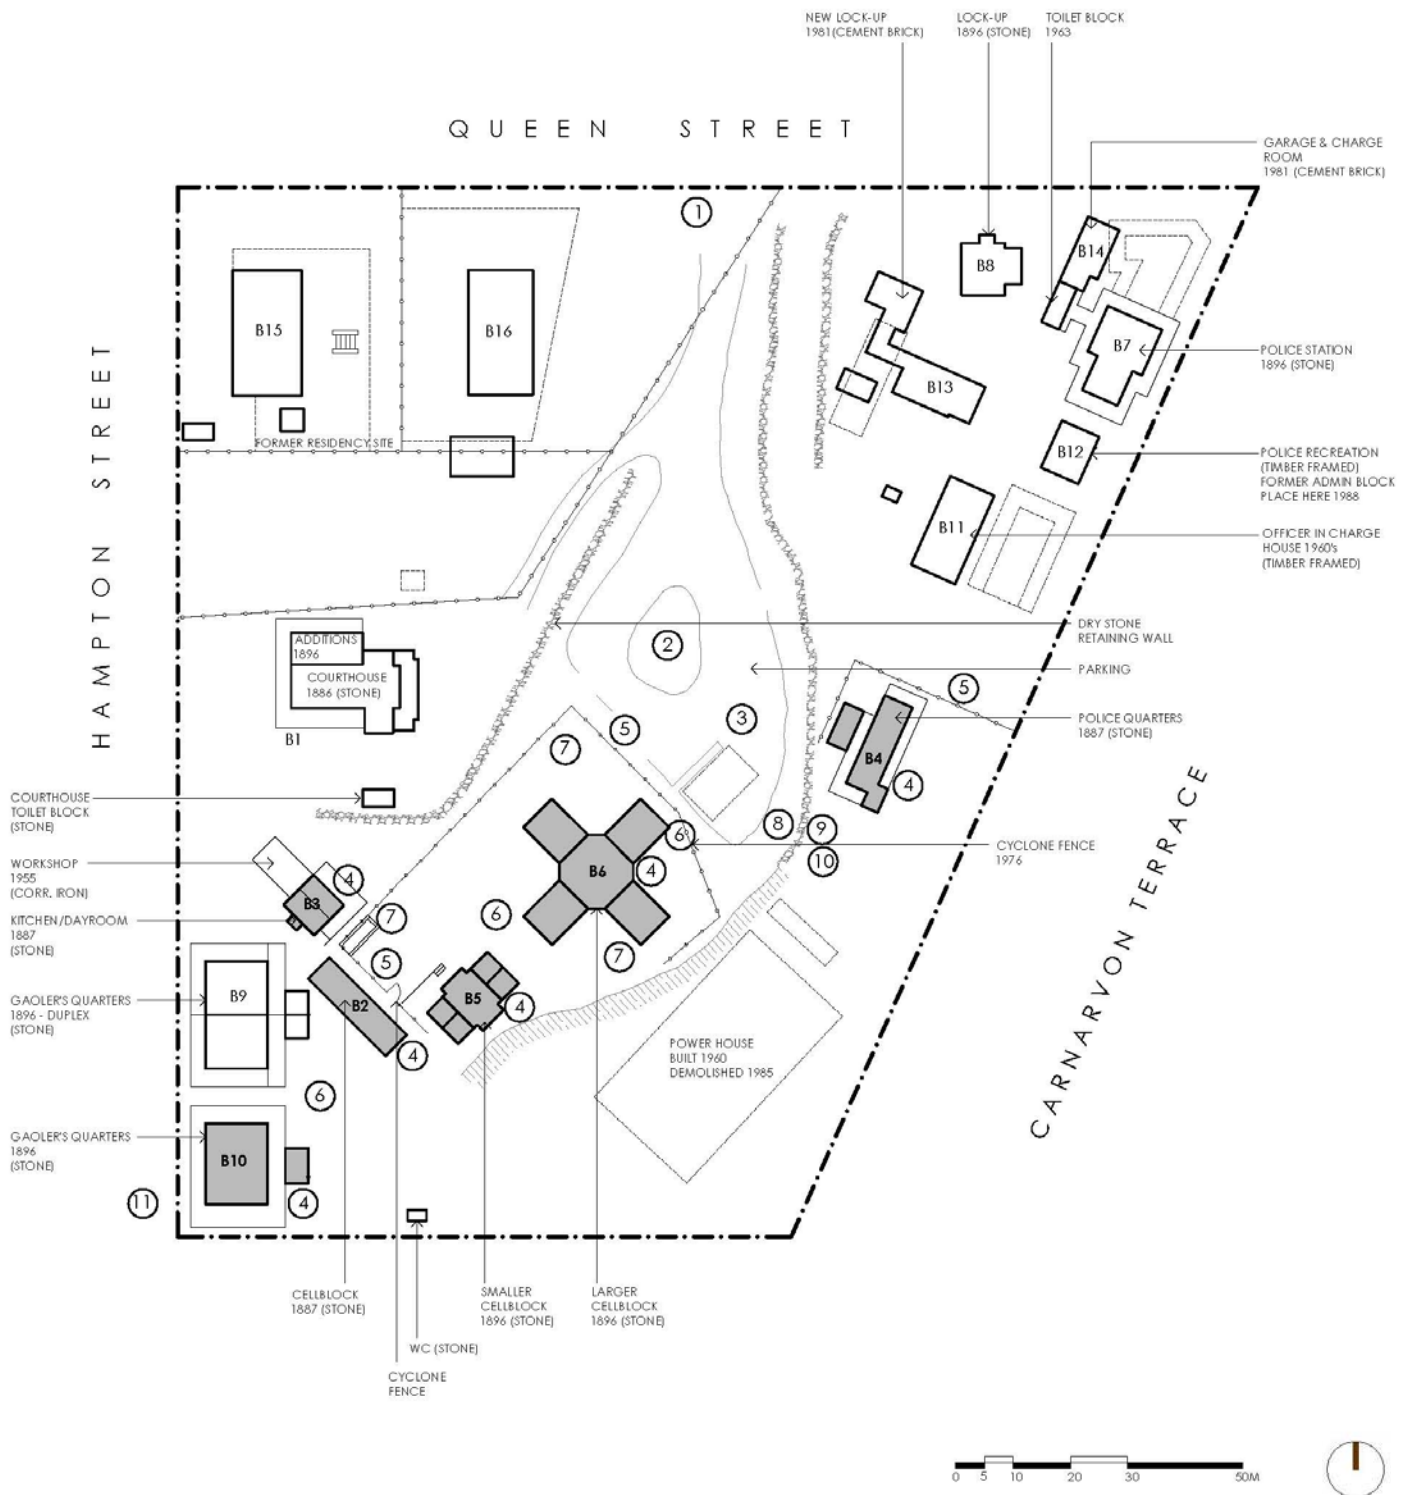 NEW LOCK-UP
1981(CEMENT BRICK)
LOCK-UP
1896 (STONE)
TOILET BLOCK
1963
QUEEN STREET
GARAGE & CHARGE
ROOM
1981 (CEMENT BRICK)
1
B14
B8
B15
B16
B7
POLICE STATION
1896 (STONE)
B13
HAMPTON STREET
FORMER RESIDENCY SITE
B12
POLICE RECREATION
(TIMBER FRAMED)
FORMER ADMIN BLOCK
PLACE HERE 1988
B11
OFFICER IN CHARGE
HOUSE 1960's
(TIMBER FRAMED)
DRY STONE
RETAINING WALL
ADDITIONS
1896
COURTHOUSE
1886 (STONE)
B1
2
PARKING
5
3
5
7
POLICE QUARTERS
1887 (STONE)
B4
4
COURTHOUSE
TOILET BLOCK
(STONE)
8
9
10
6
CYCLONE FENCE
1976
WORKSHOP
1955
(CORR. IRON)
4
B3
B6
4
KITCHEN/DAYROOM
1887
(STONE)
7
6
7
5
CARNARVON TERRACE
GAOLER'S QUARTERS
1896 - DUPLEX
(STONE)
B9
B2
B5
4
4
POWER HOUSE
BUILT 1960
DEMOLISHED 1985
6
GAOLER'S QUARTERS
1896
(STONE)
B10
11
4
CELLBLOCK
1887 (STONE)
SMALLER
CELLBLOCK
1896 (STONE)
LARGER
CELLBLOCK
1896 (STONE)
WC (STONE)
CYCLONE
FENCE
0 5 10 20 30 50M